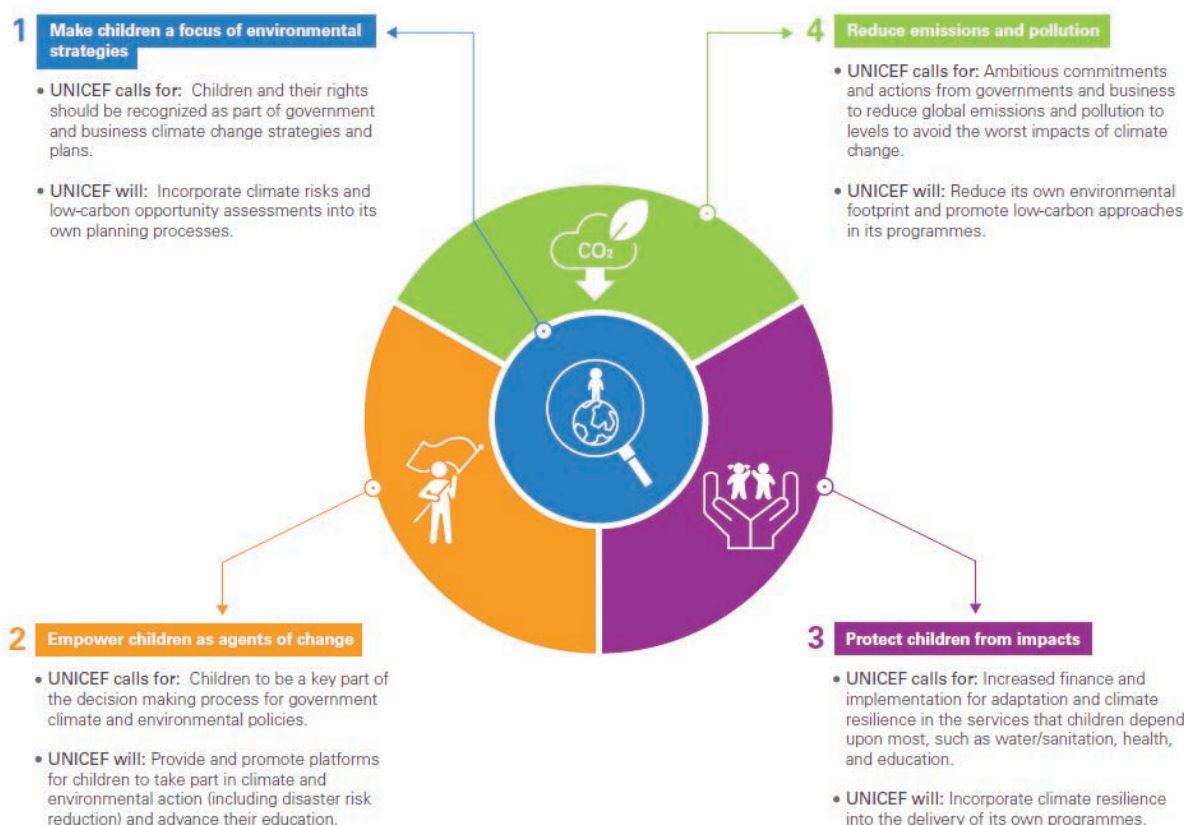 1 Make children a focus of environmental
strategies
• UNICEF calls for: Children and their rights
should be recognized as part of government
and business climate change strategies and
plans.
• UNICEF will: Incorporate climate risks and
low-carbon opportunity assessments into its
own planning processes.
4 Reduce emissions and pollution
• UNICEF calls for: Ambitious commitments
and actions from governments and business
to reduce global emissions and pollution to
levels to avoid the worst impacts of climate
change.
• UNICEF will: Reduce its own environmental
footprint and promote low-carbon approaches
in its programmes.
CO₂
2 Empower children as agents of change
• UNICEF calls for: Children to be a key part of
the decision making process for government
climate and environmental policies.
• UNICEF will: Provide and promote platforms
for children to take part in climate and
environmental action (including disaster risk
reduction) and advance their education.
3 Protect children from impacts
• UNICEF calls for: Increased finance and
implementation for adaptation and climate
resilience in the services that children depend
upon most, such as water/sanitation, health,
and education.
• UNICEF will: Incorporate climate resilience
into the delivery of its own programmes.